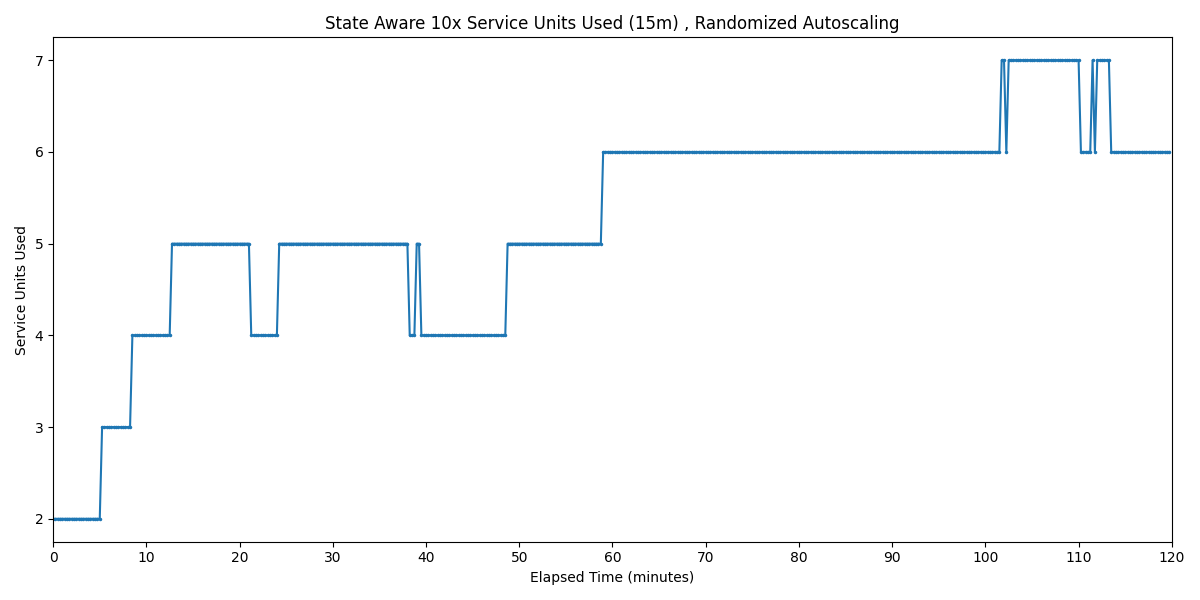 State Aware 10x Service Units Used (15m) , Randomized Autoscaling
7
6
5
4
3
2
Service Units Used
0 10 20 30 40 50 60 70 80 90 100 110 120
Elapsed Time (minutes)